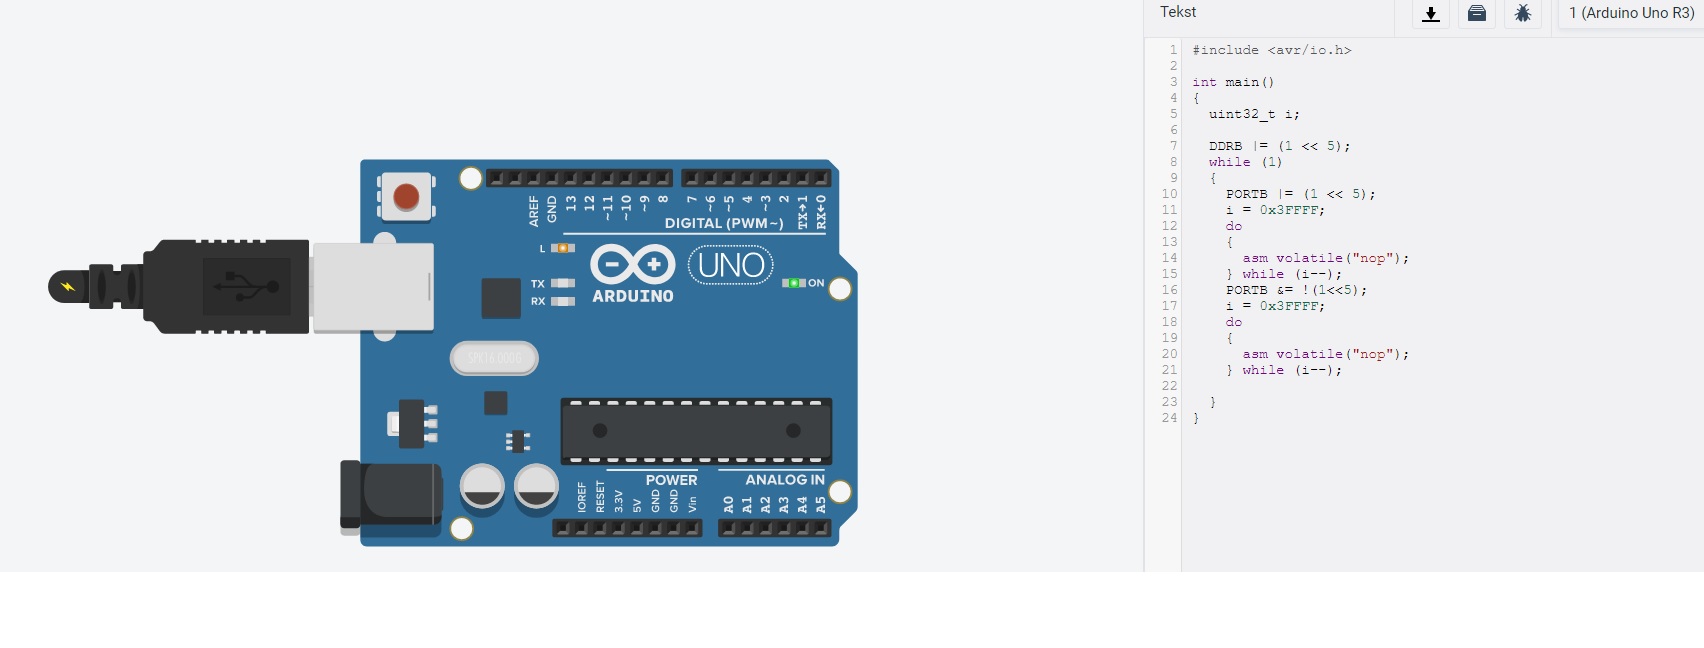 Tekst
1 (Arduino Uno R3)
1 #include <avr/io.h>
2
3 int main()
4 {
5   uint32_t i;
6
7   DDRB |= (1 << 5);
8   while (1)
9   {
10     PORTB |= (1 << 5);
11     i = 0x3FFFF;
12     do
13     {
14       asm volatile("nop");
15     } while (i--);
16     PORTB &= !(1<<5);
17     i = 0x3FFFF;
18     do
19     {
20       asm volatile("nop");
21     } while (i--);
22
23   }
24 }
AREF
GND
13
12
~11
~10
~9
8
7
~6
~5
4
~3
2
TX→1
RX←0
DIGITAL (PWM~)
L
TX
RX
UNO
ON
ARDUINO
SPK16.000G
POWER
ANALOG IN
IOREF
RESET
3.3V
5V
GND
GND
Vin
A0
A1
A2
A3
A4
A5